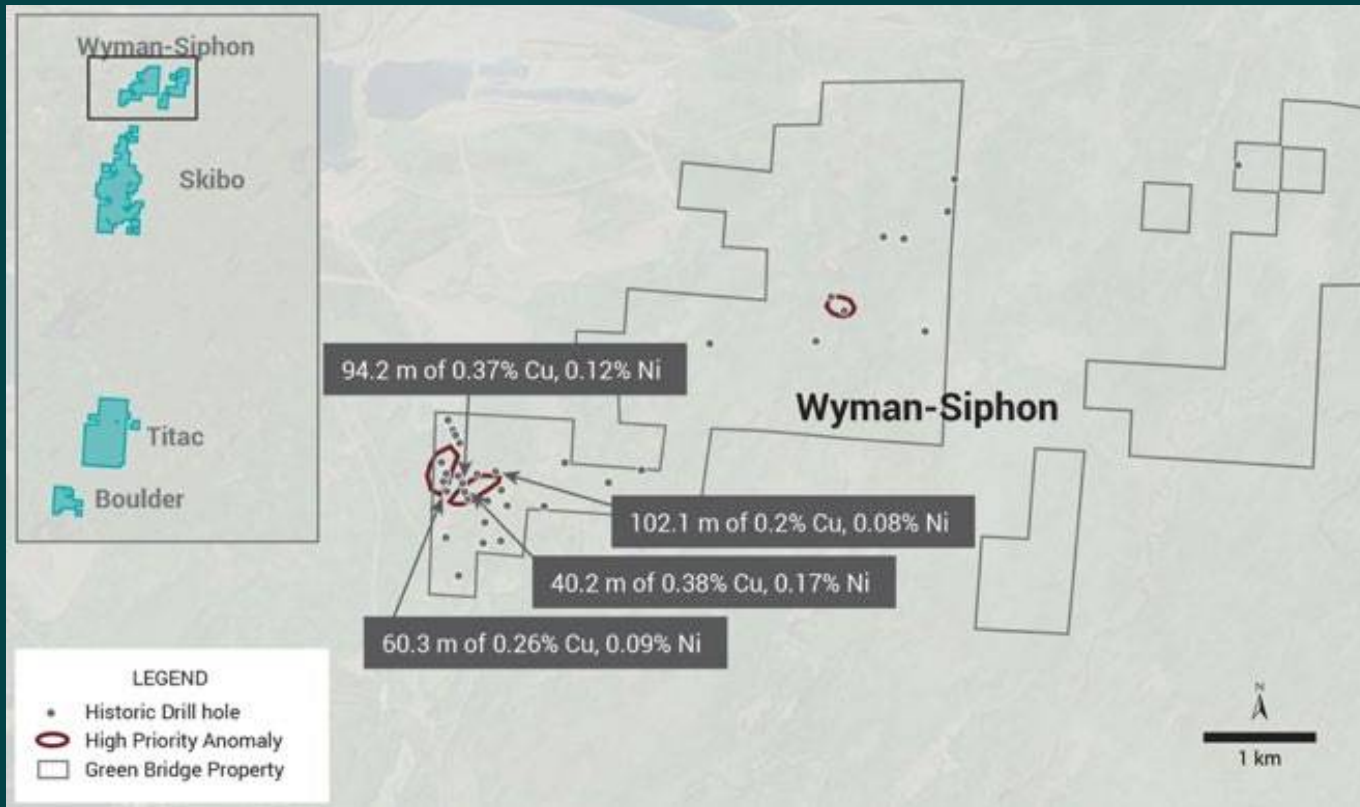 Wyman-Siphon
Skibo
Titac
Boulder
94.2 m of 0.37% Cu, 0.12% Ni
Wyman-Siphon
102.1 m of 0.2% Cu, 0.08% Ni
40.2 m of 0.38% Cu, 0.17% Ni
60.3 m of 0.26% Cu, 0.09% Ni
LEGEND
Historic Drill hole
High Priority Anomaly
Green Bridge Property
N
1 km